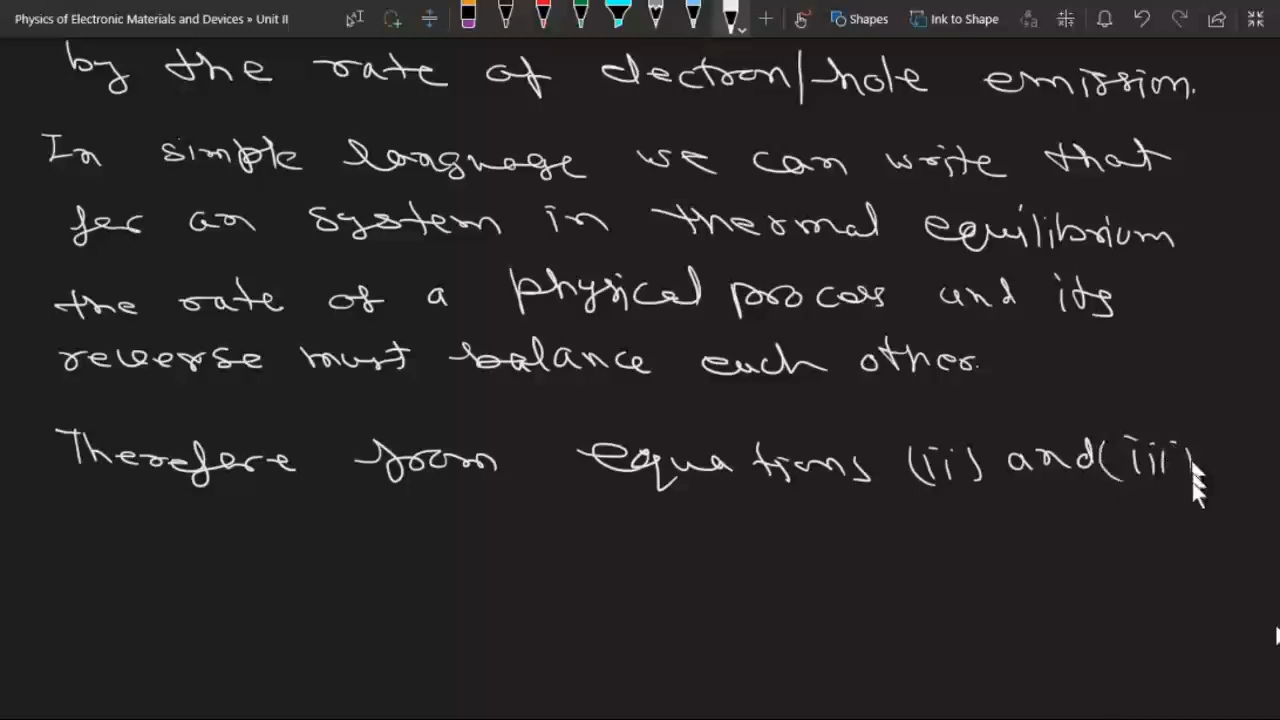 Physics of Electronic Materials and Devices » Unit II
Shapes
Ink to Shape
by the rate of electron/hole emission.
In simple language we can write that
for an system in thermal equilibrium
the rate of a physical process and its
reverse must balance each other.
Therefore from equations (ii) and (iii)